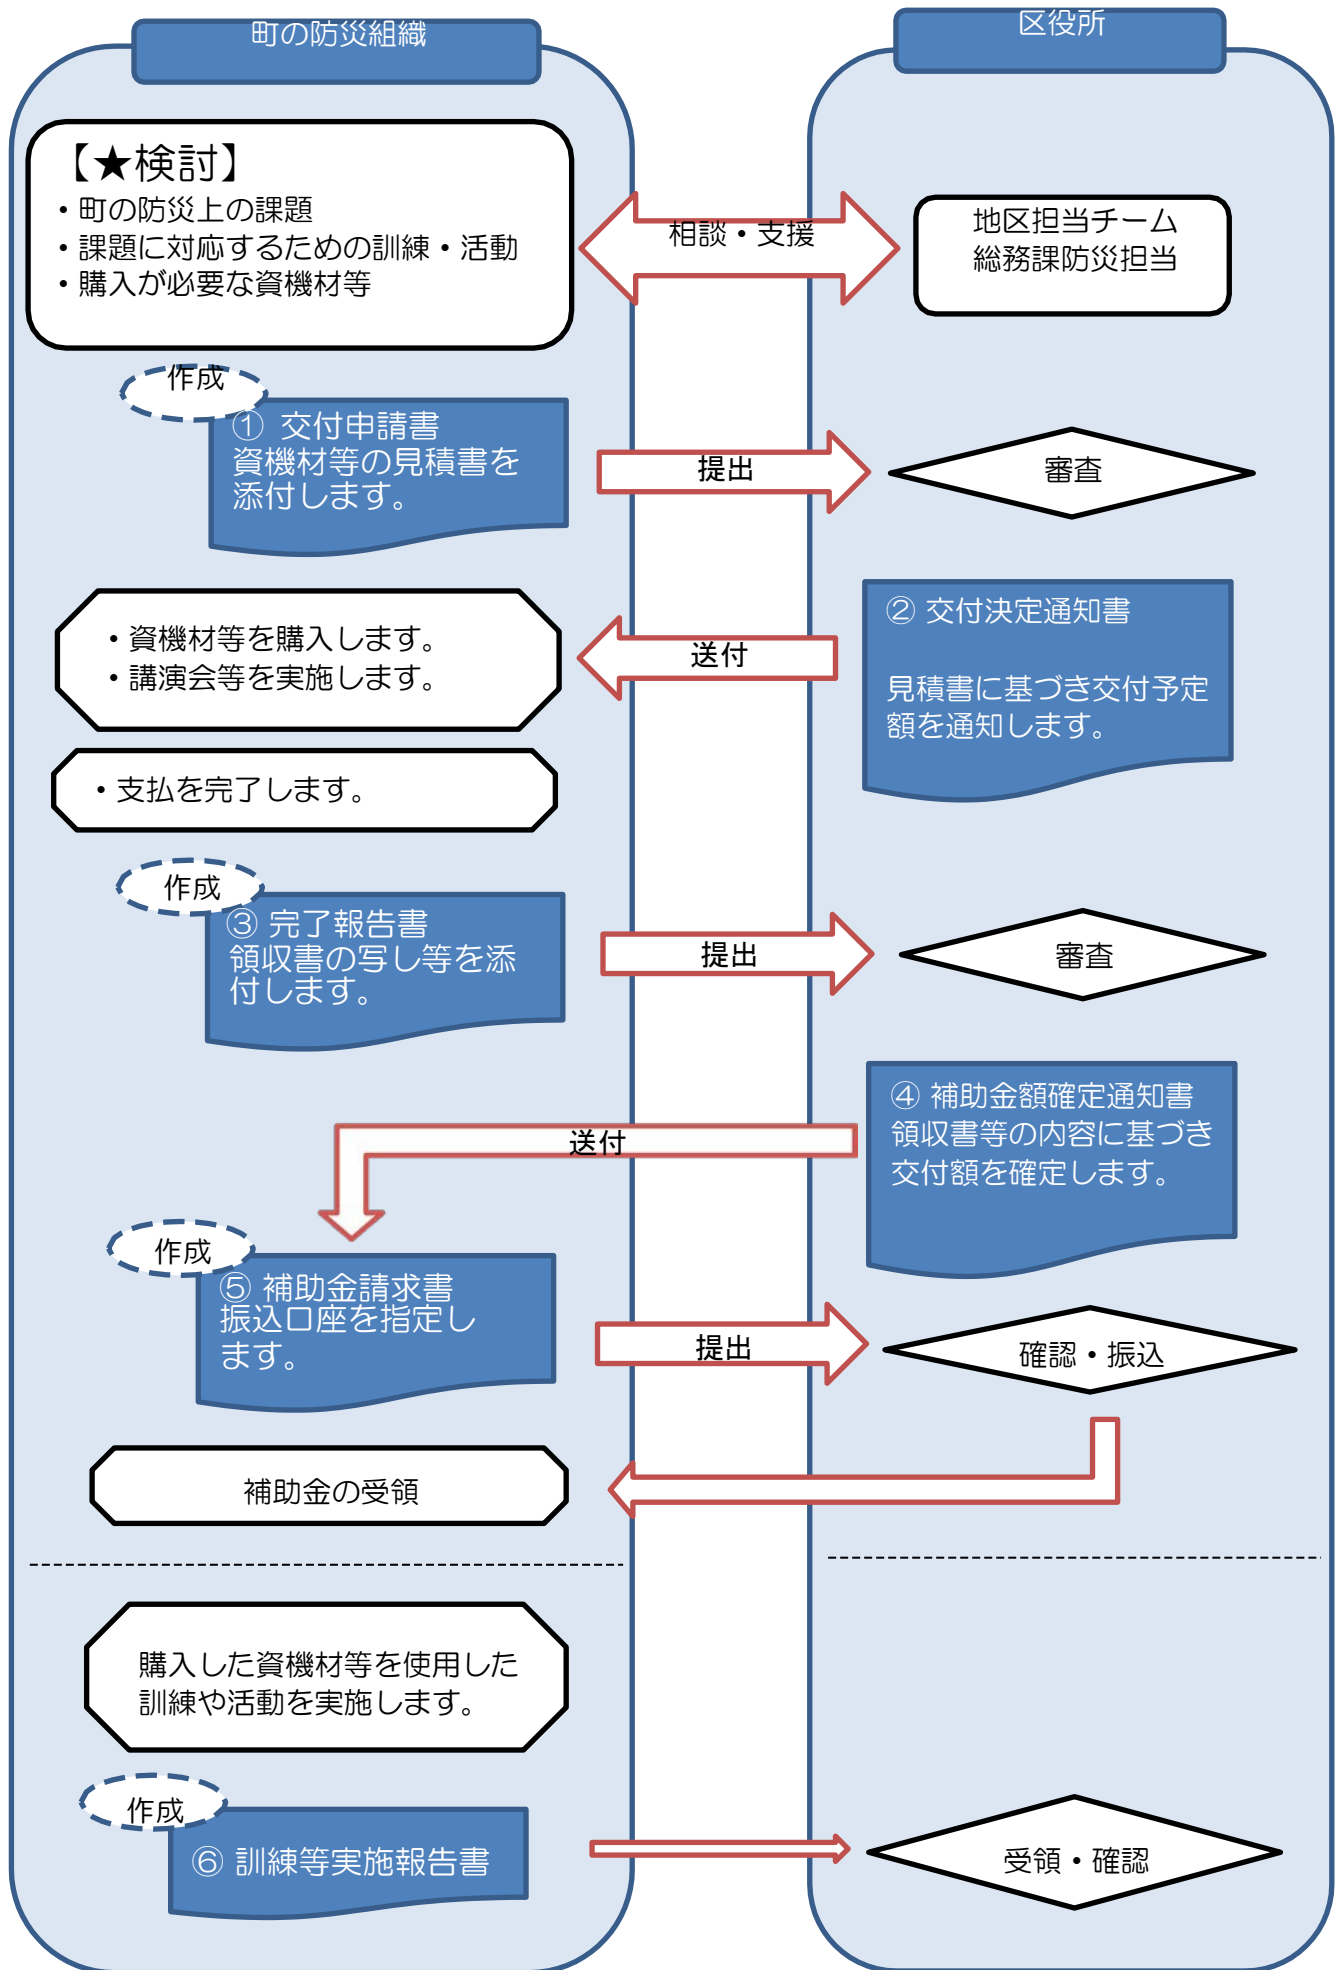 町の防災組織
区役所
【★検討】
・町の防災上の課題
・課題に対応するための訓練・活動
・購入が必要な資機材等
相談・支援
地区担当チーム
総務課防災担当
作成
① 交付申請書
資機材等の見積書を
添付します。
提出
審査
② 交付決定通知書
見積書に基づき交付予定
額を通知します。
送付
・資機材等を購入します。
・講演会等を実施します。
・支払を完了します。
作成
③ 完了報告書
領収書の写し等を添
付します。
提出
審査
④ 補助金額確定通知書
領収書等の内容に基づき
交付額を確定します。
送付
作成
⑤ 補助金請求書
振込口座を指定し
ます。
提出
確認・振込
補助金の受領
購入した資機材等を使用した
訓練や活動を実施します。
作成
⑥ 訓練等実施報告書
受領・確認